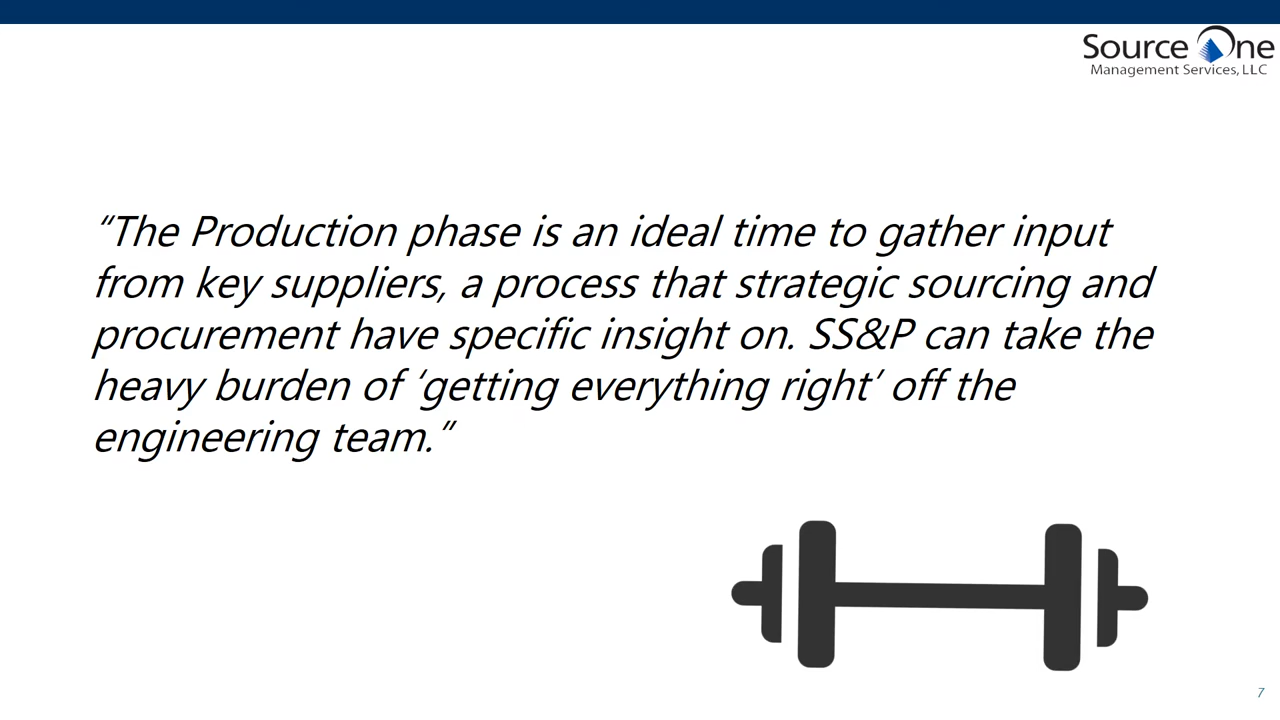 Source One
Management Services, LLC
“The Production phase is an ideal time to gather input
from key suppliers, a process that strategic sourcing and
procurement have specific insight on. SS&P can take the
heavy burden of ‘getting everything right’ off the
engineering team.”
7